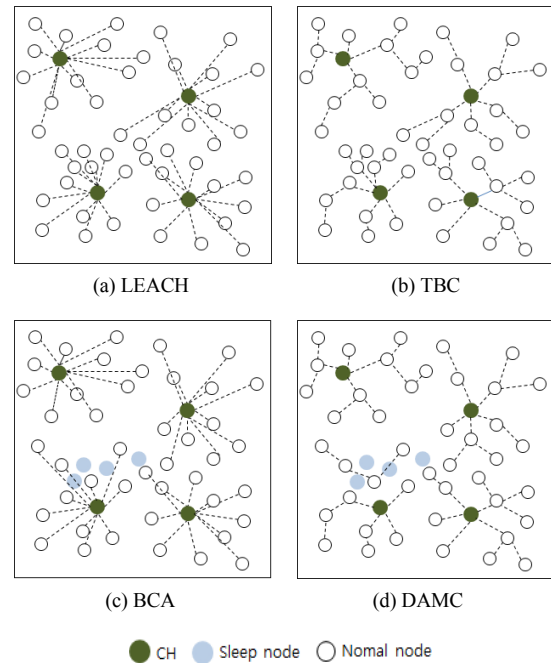 (a) LEACH
(b) TBC
(c) BCA
(d) DAMC
CH Sleep node Nomal node